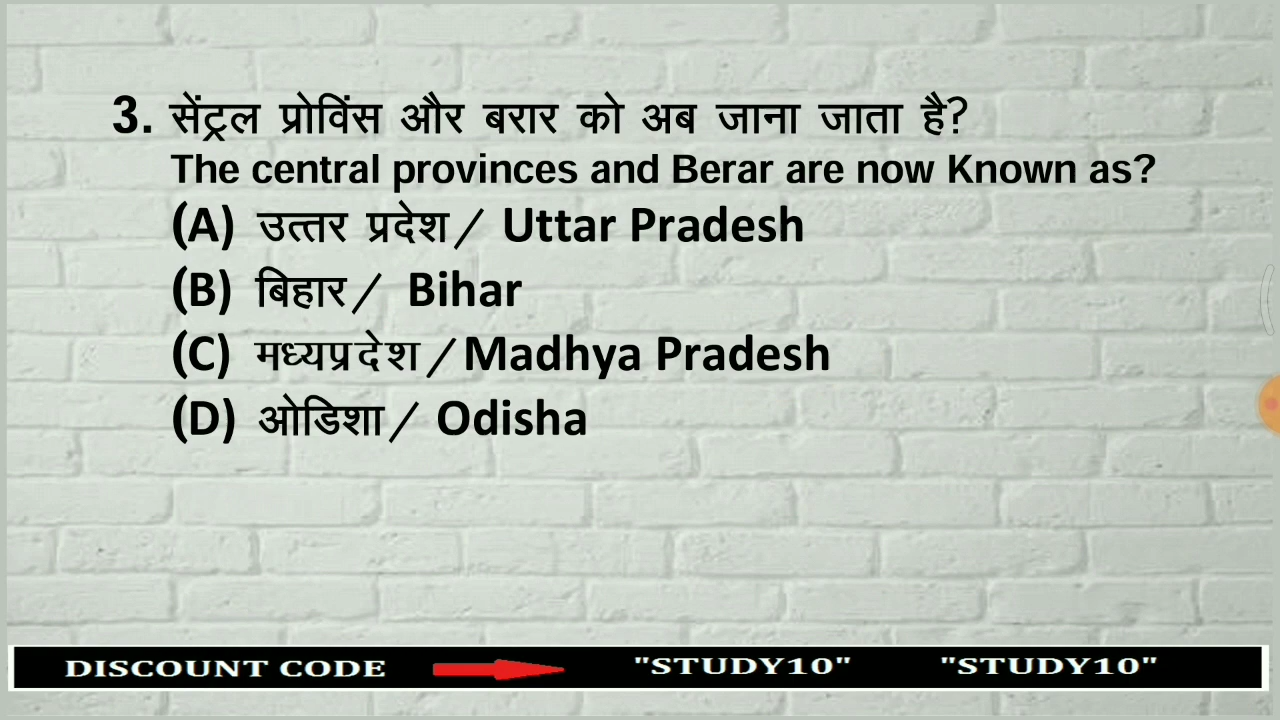 3. सेंट्रल प्रोविंस और बरार को अब जाना जाता है?
The central provinces and Berar are now Known as?
(A) उत्तर प्रदेश/ Uttar Pradesh
(B) बिहार/ Bihar
(C) मध्यप्रदेश/Madhya Pradesh
(D) ओडिशा/ Odisha
DISCOUNT CODE "STUDY10" "STUDY10"